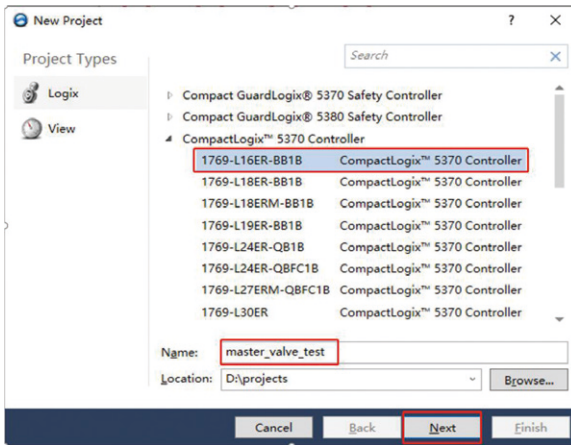 New Project
? ×
Project Types
Search ×
Logix
View
Compact GuardLogix® 5370 Safety Controller
Compact GuardLogix® 5380 Safety Controller
CompactLogix™ 5370 Controller
1769-L16ER-BB1B CompactLogix™ 5370 Controller
1769-L18ER-BB1B CompactLogix™ 5370 Controller
1769-L18ERM-BB1B CompactLogix™ 5370 Controller
1769-L19ER-BB1B CompactLogix™ 5370 Controller
1769-L24ER-QB1B CompactLogix™ 5370 Controller
1769-L24ER-QBFC1B CompactLogix™ 5370 Controller
1769-L27ERM-QBFC1B CompactLogix™ 5370 Controller
1769-L30ER CompactLogix™ 5370 Controller
Name: master_valve_test
Location: D:\projects Browse...
Cancel Back Next Finish